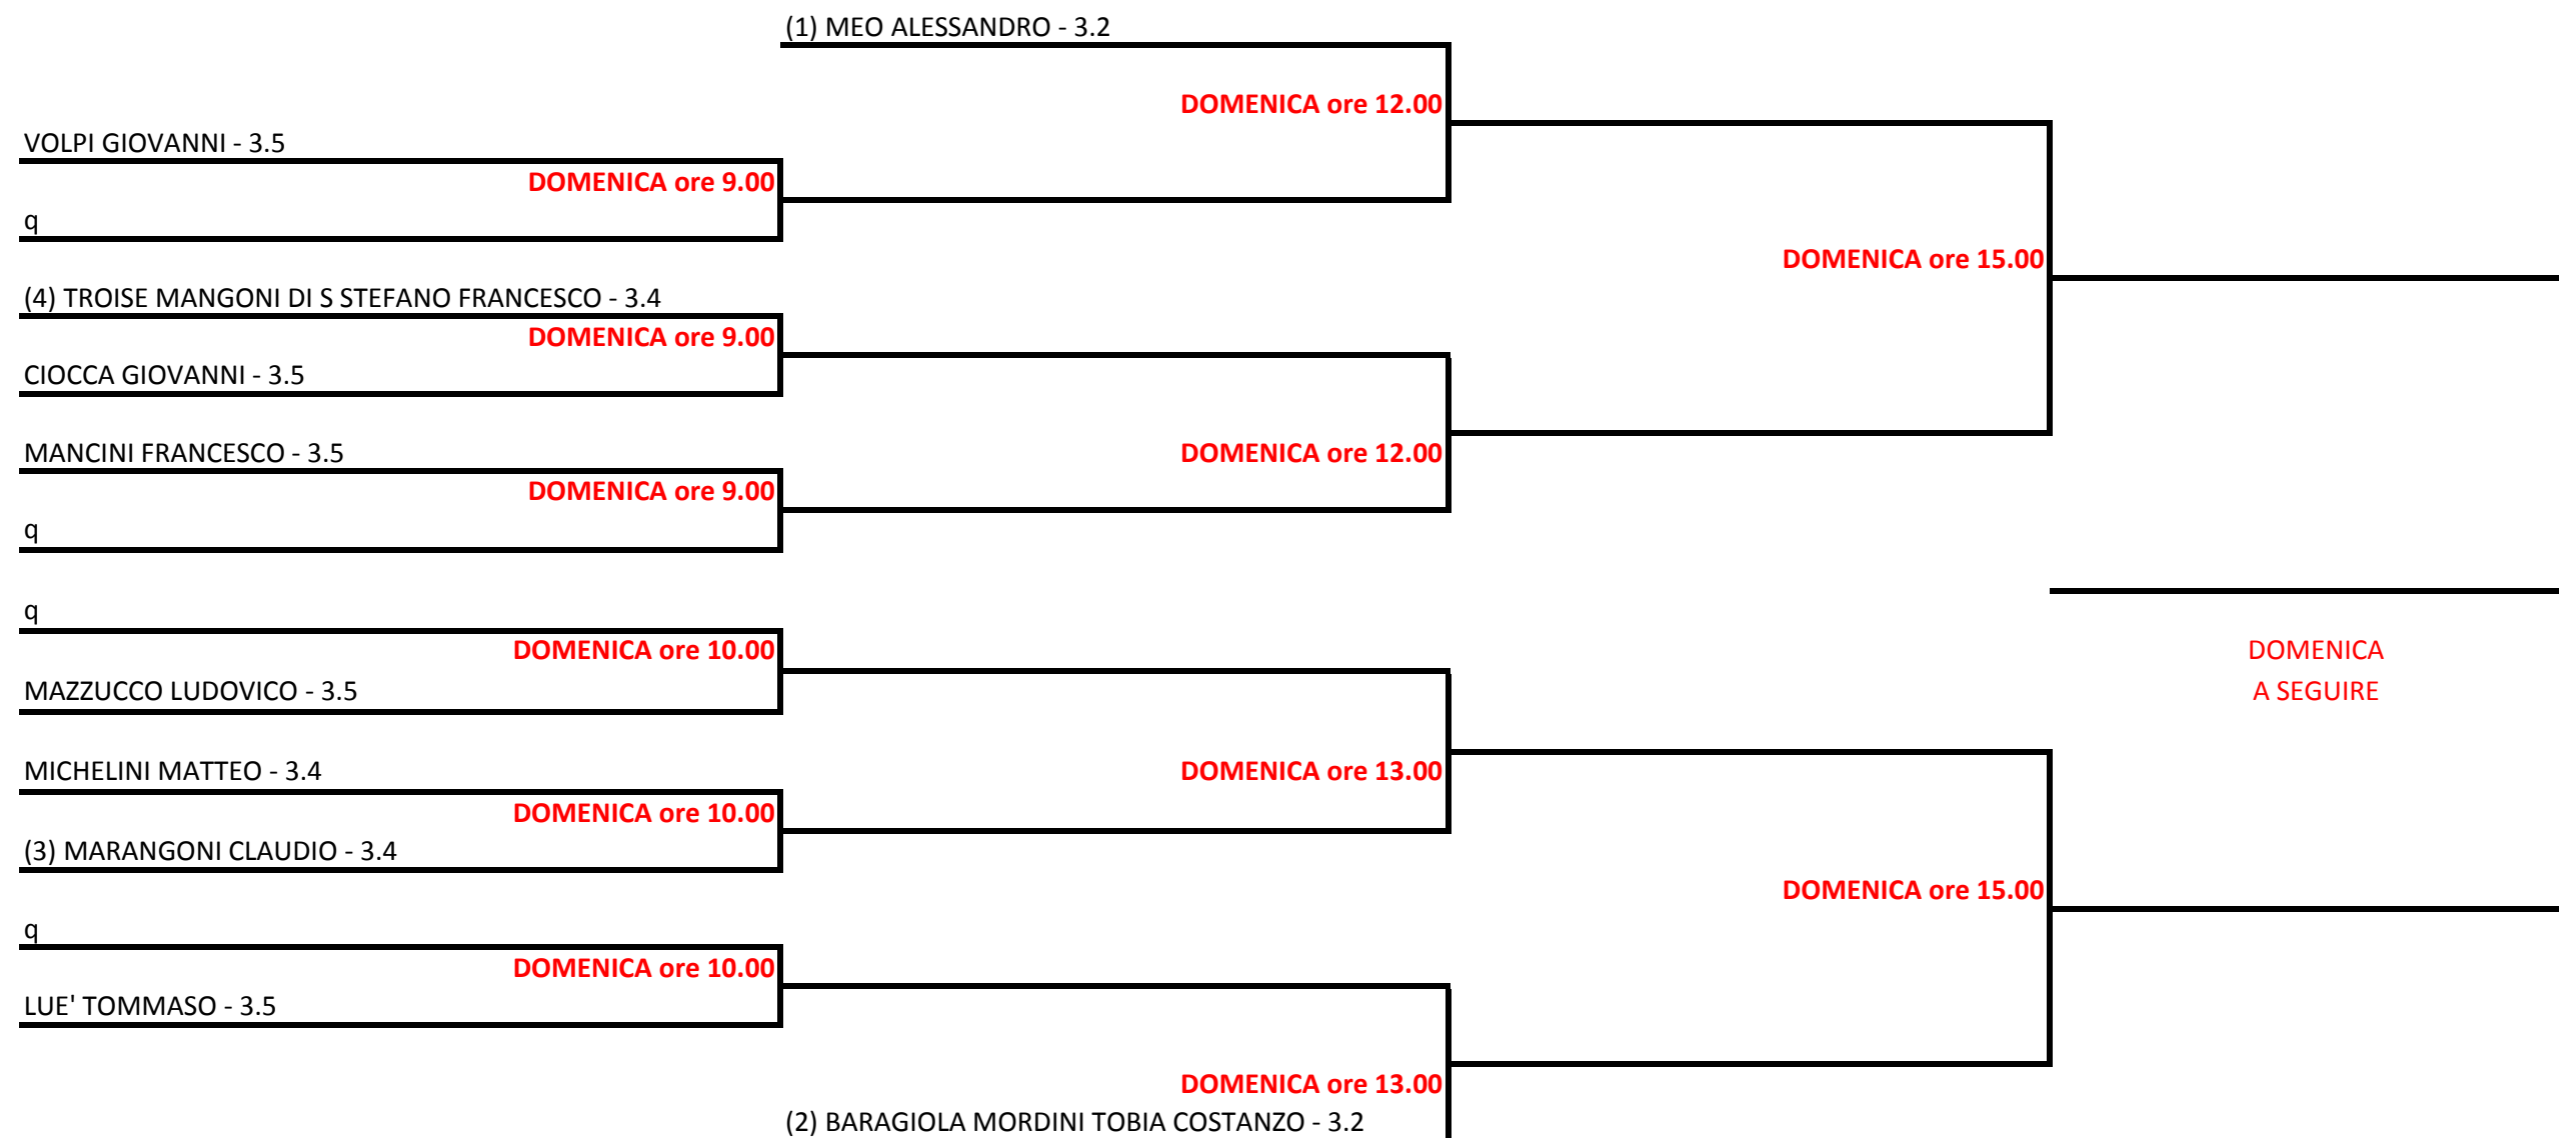 (1) MEO ALESSANDRO - 3.2
DOMENICA ore 12.00
VOLPI GIOVANNI - 3.5
DOMENICA ore 9.00
q
DOMENICA ore 15.00
(4) TROISE MANGONI DI S STEFANO FRANCESCO - 3.4
DOMENICA ore 9.00
CIOCCA GIOVANNI - 3.5
MANCINI FRANCESCO - 3.5
DOMENICA ore 12.00
DOMENICA ore 9.00
q
q
DOMENICA ore 10.00
DOMENICA
MAZZUCCO LUDOVICO - 3.5
A SEGUIRE
MICHELINI MATTEO - 3.4
DOMENICA ore 13.00
DOMENICA ore 10.00
(3) MARANGONI CLAUDIO - 3.4
DOMENICA ore 15.00
q
DOMENICA ore 10.00
LUE' TOMMASO - 3.5
DOMENICA ore 13.00
(2) BARAGIOLA MORDINI TOBIA COSTANZO - 3.2